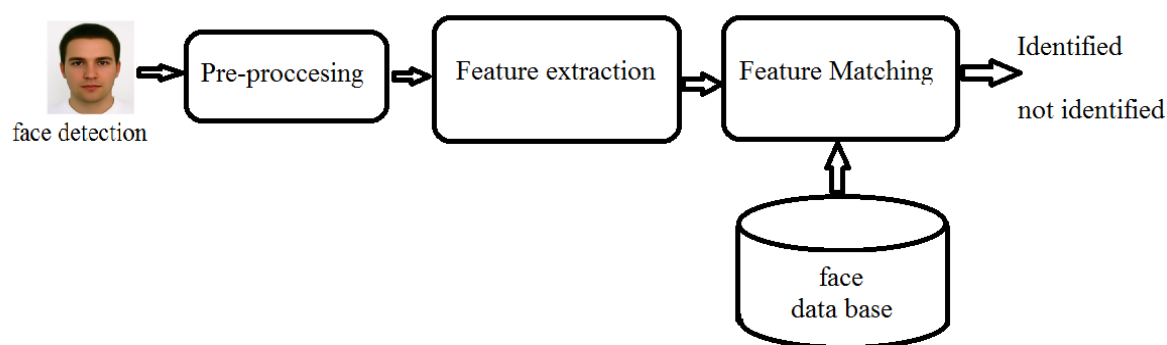 face detection
Pre-proccesing
Feature extraction
Feature Matching
Identified
not identified
face
data base